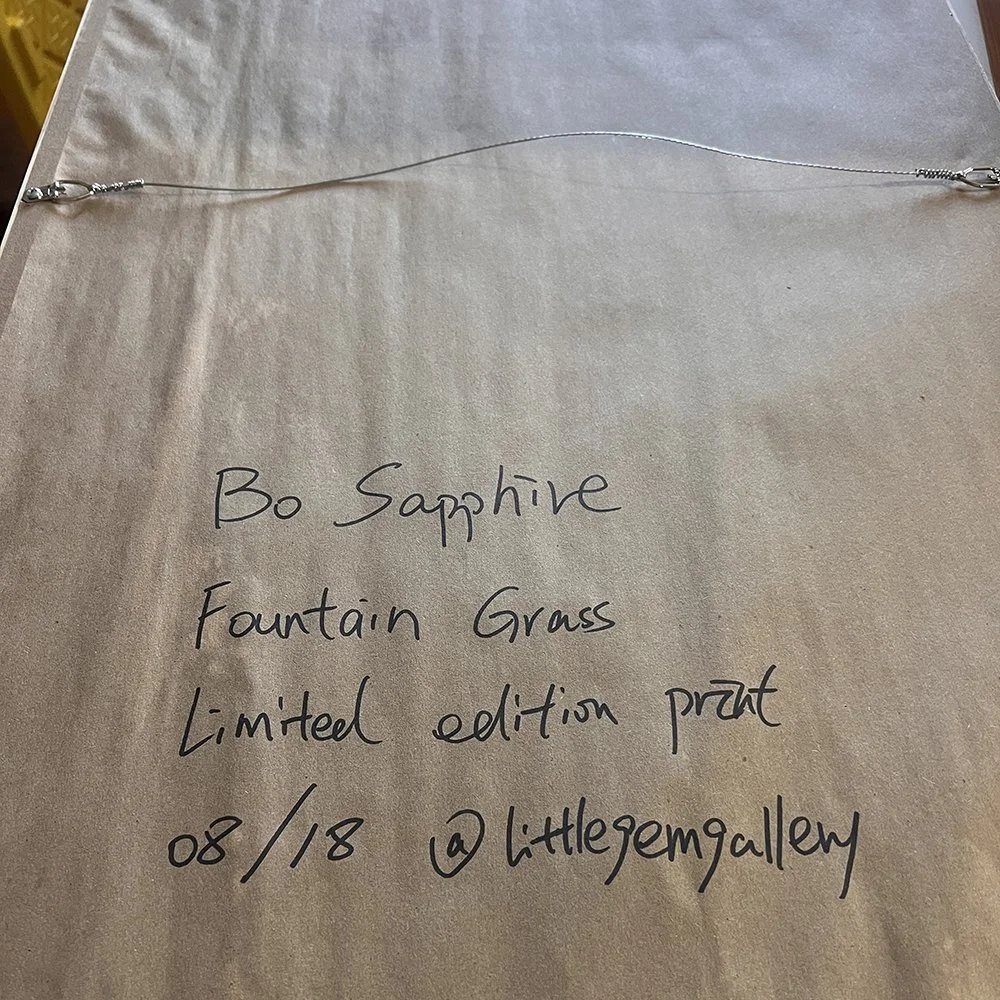 Bo Sapphire
Fountain Grass
Limited edition print
08/18 @littlegemgallery